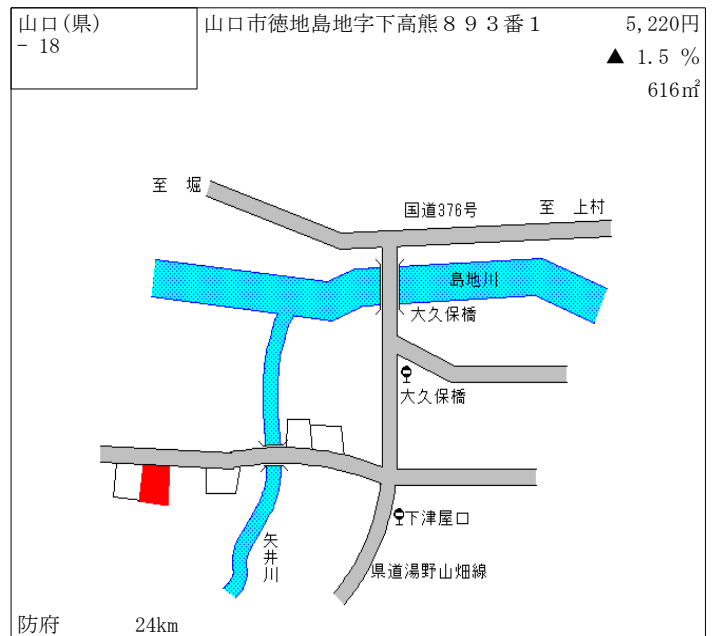 山口(県) 山口市徳地島地字下高熊８９３番１ 5,220円
- 18
▲ 1.5 %
616㎡
至 堀
国道376号 至 上村
島地川
大久保橋
大久保橋
下津屋口
矢井川
県道湯野山畑線
防府 24km